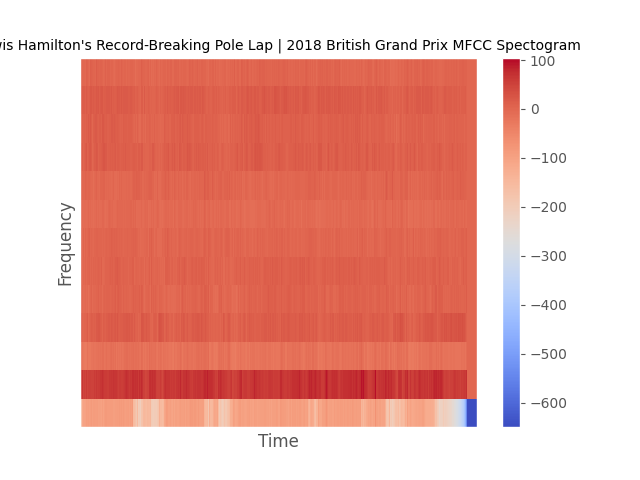 is Hamilton's Record-Breaking Pole Lap | 2018 British Grand Prix MFCC Spectogram
Frequency
Time
100
0
−100
−200
−300
−400
−500
−600